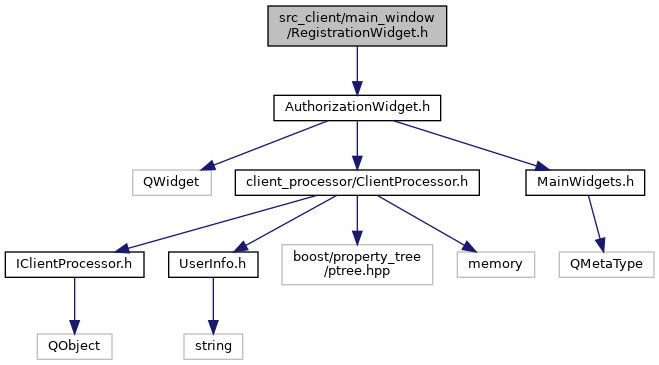 src_client/main_window
/RegistrationWidget.h
AuthorizationWidget.h
QWidget
client_processor/ClientProcessor.h
MainWidgets.h
IClientProcessor.h
UserInfo.h
boost/property_tree
/ptree.hpp
memory
QMetaType
QObject
string